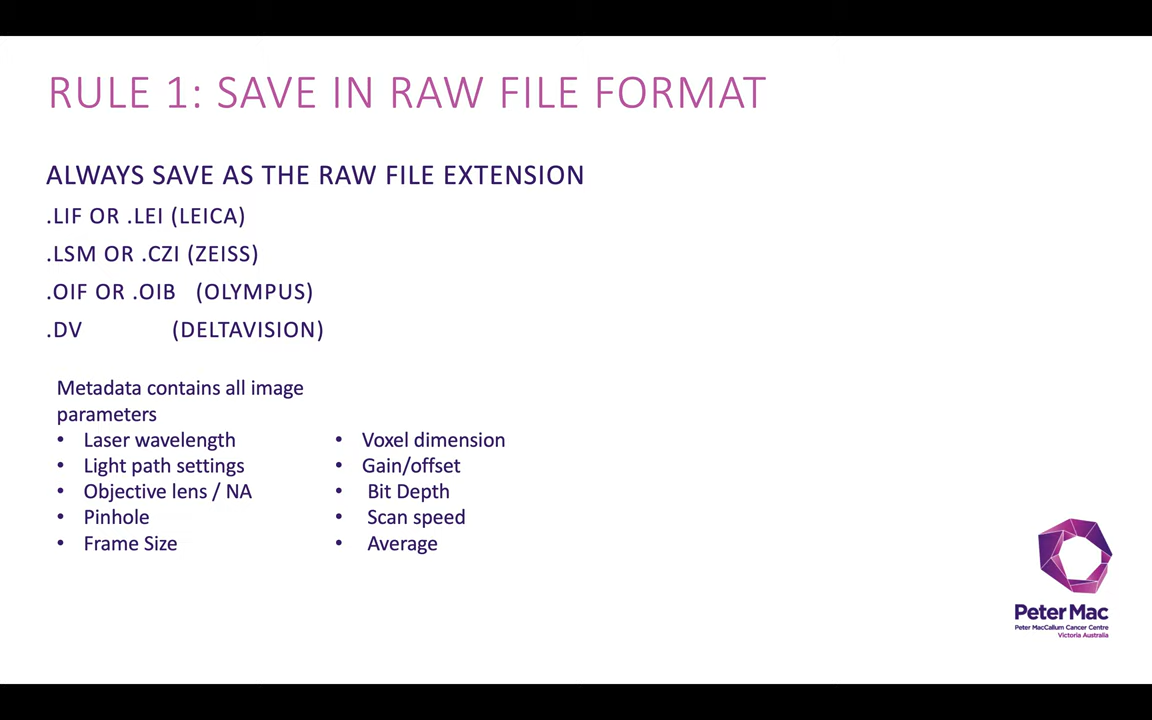 RULE 1: SAVE IN RAW FILE FORMAT
ALWAYS SAVE AS THE RAW FILE EXTENSION
.LIF OR .LEI (LEICA)
.LSM OR .CZI (ZEISS)
.OIF OR .OIB (OLYMPUS)
.DV (DELTAVISION)
Metadata contains all image
parameters
• Laser wavelength
• Light path settings
• Objective lens / NA
• Pinhole
• Frame Size
• Voxel dimension
• Gain/offset
• Bit Depth
• Scan speed
• Average
Peter Mac
Peter MacCallum Cancer Centre
Victoria Australia